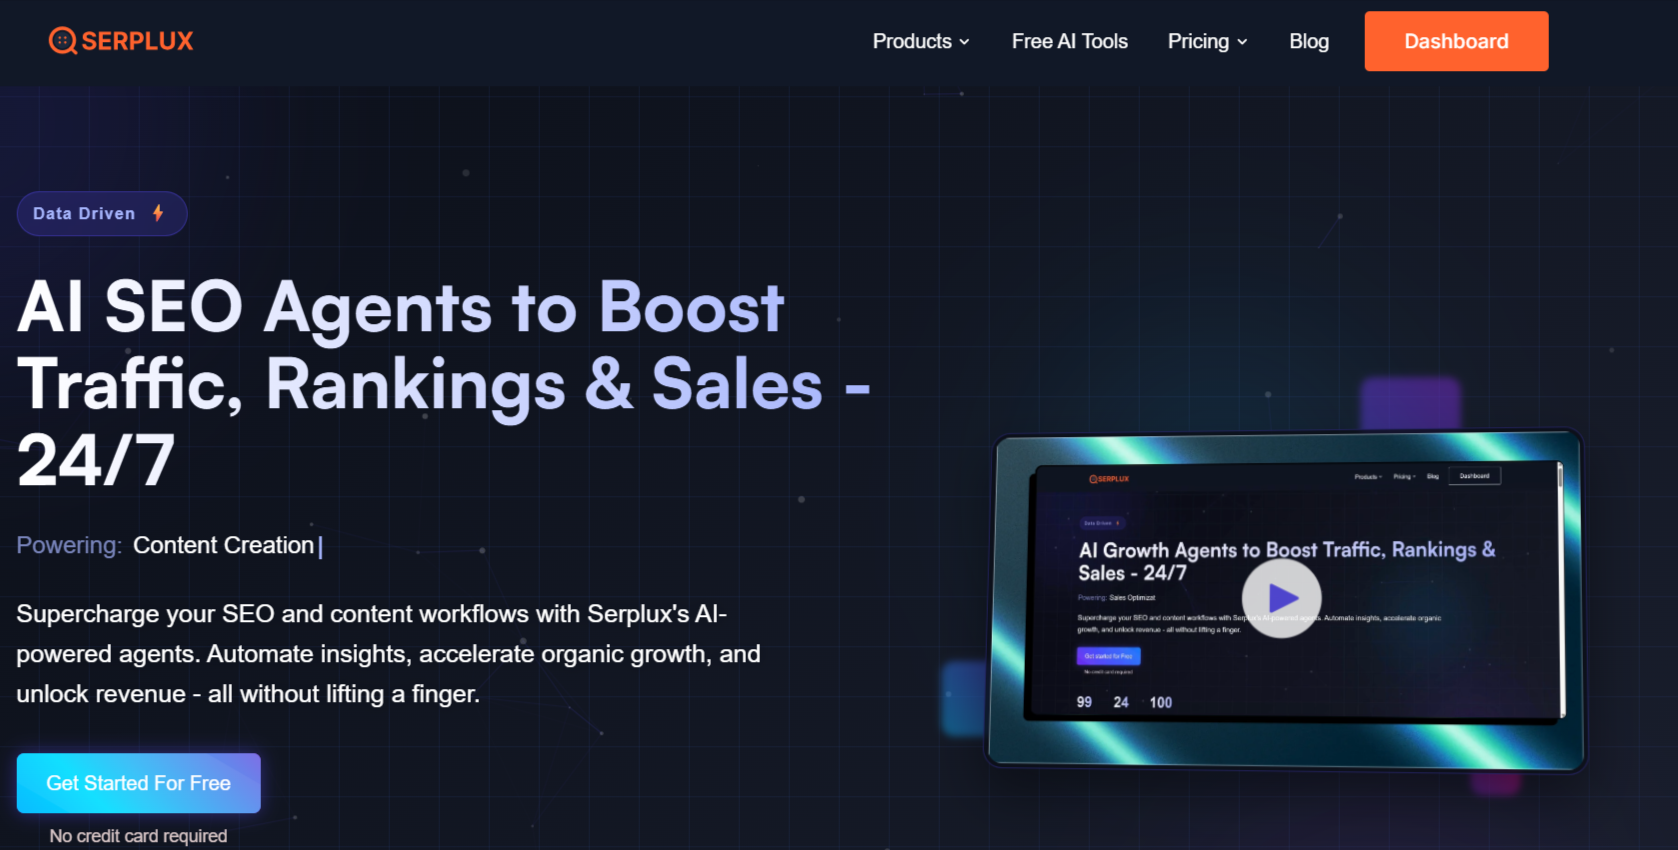 SERPLUX
Products
Free AI Tools
Pricing
Blog
Dashboard
Data Driven
AI SEO Agents to Boost
Traffic, Rankings & Sales -
24/7
Powering: Content Creation
Supercharge your SEO and content workflows with Serplux's AI-
powered agents. Automate insights, accelerate organic growth, and
unlock revenue - all without lifting a finger.
Get Started For Free
No credit card required
SERPLUX
Products
Pricing
Blog
Dashboard
Data Driven
AI Growth Agents to Boost Traffic, Rankings &
Sales - 24/7
Powering: Sales Optimizat
Supercharge your SEO and content workflows with Serplux's AI-powered agents. Automate insights, accelerate organic
growth, and unlock revenue - all without lifting a finger.
Get started for Free
No credit card required
99 24 100